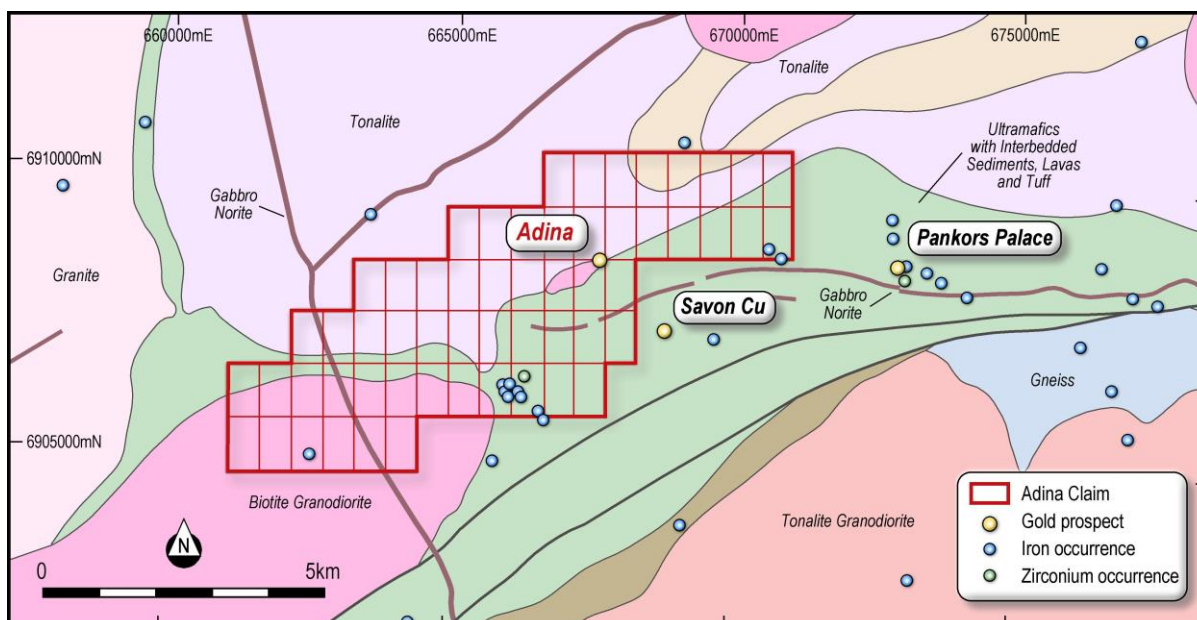 660000mE
665000mE
670000mE
675000mE
Tonalite
Tonalite
6910000mN
Ultramafics
with Interbedded
Sediments, Lavas
and Tuff
Gabbro
Norite
Adina
Pankors Palace
Granite
Savon Cu
Gabbro
Norite
Gneiss
6905000mN
Biotite Granodiorite
Tonalite Granodiorite
N
0
5km
Adina Claim
Gold prospect
Iron occurrence
Zirconium occurrence